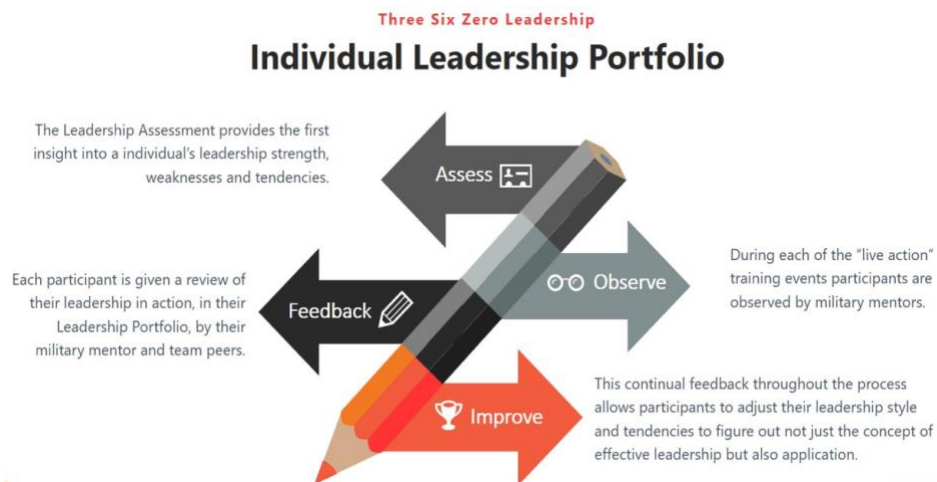 Three Six Zero Leadership
Individual Leadership Portfolio
The Leadership Assessment provides the first
insight into a individual's leadership strength,
weaknesses and tendencies.
Assess
During each of the "live action"
training events participants are
observed by military mentors.
Observe
Each participant is given a review of
their leadership in action, in their
Leadership Portfolio, by their
military mentor and team peers.
Feedback
This continual feedback throughout the process
allows participants to adjust their leadership style
and tendencies to figure out not just the concept of
effective leadership but also application.
Improve